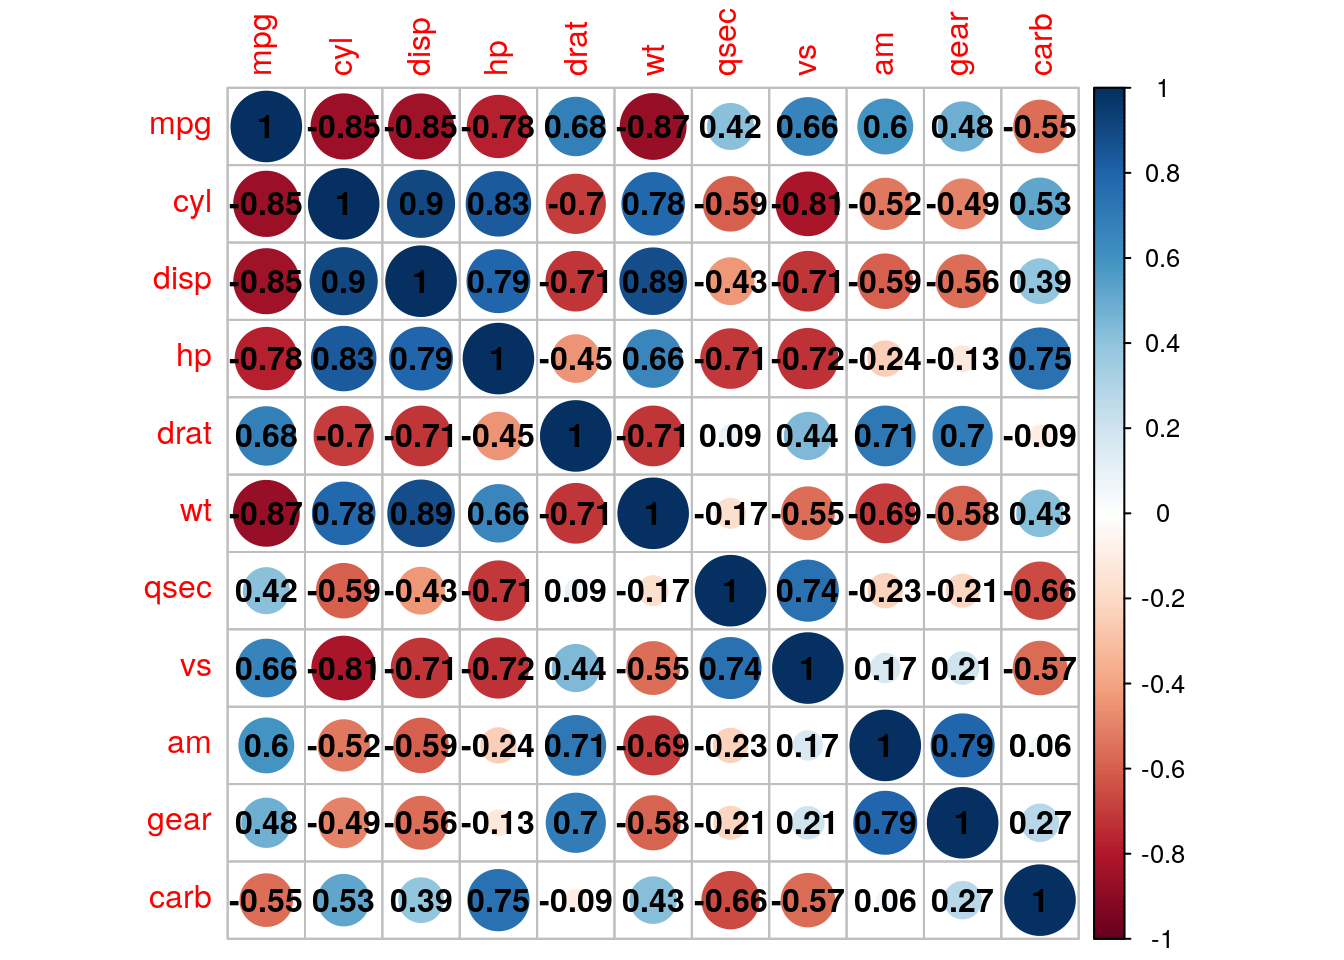 mpg cyl disp hp drat wt qsec vs am gear carb
mpg 1 -0.85 -0.85 -0.78 0.68 -0.87 0.42 0.66 0.6 0.48 -0.55
cyl -0.85 1 0.9 0.83 -0.7 0.78 -0.59 -0.81 -0.52 -0.49 0.53
disp -0.85 0.9 1 0.79 -0.71 0.89 -0.43 -0.71 -0.59 -0.56 0.39
hp -0.78 0.83 0.79 1 -0.45 0.66 -0.71 -0.72 -0.24 -0.13 0.75
drat 0.68 -0.7 -0.71 -0.45 1 -0.71 0.09 0.44 0.71 0.7 -0.09
wt -0.87 0.78 0.89 0.66 -0.71 1 -0.17 -0.55 -0.69 -0.58 0.43
qsec 0.42 -0.59 -0.43 -0.71 0.09 -0.17 1 0.74 -0.23 -0.21 -0.66
vs 0.66 -0.81 -0.71 -0.72 0.44 -0.55 0.74 1 0.17 0.21 -0.57
am 0.6 -0.52 -0.59 -0.24 0.71 -0.69 -0.23 0.17 1 0.79 0.06
gear 0.48 -0.49 -0.56 -0.13 0.7 -0.58 -0.21 0.21 0.79 1 0.27
carb -0.55 0.53 0.39 0.75 -0.09 0.43 -0.66 -0.57 0.06 0.27 1
1
0.8
0.6
0.4
0.2
0
-0.2
-0.4
-0.6
-0.8
-1